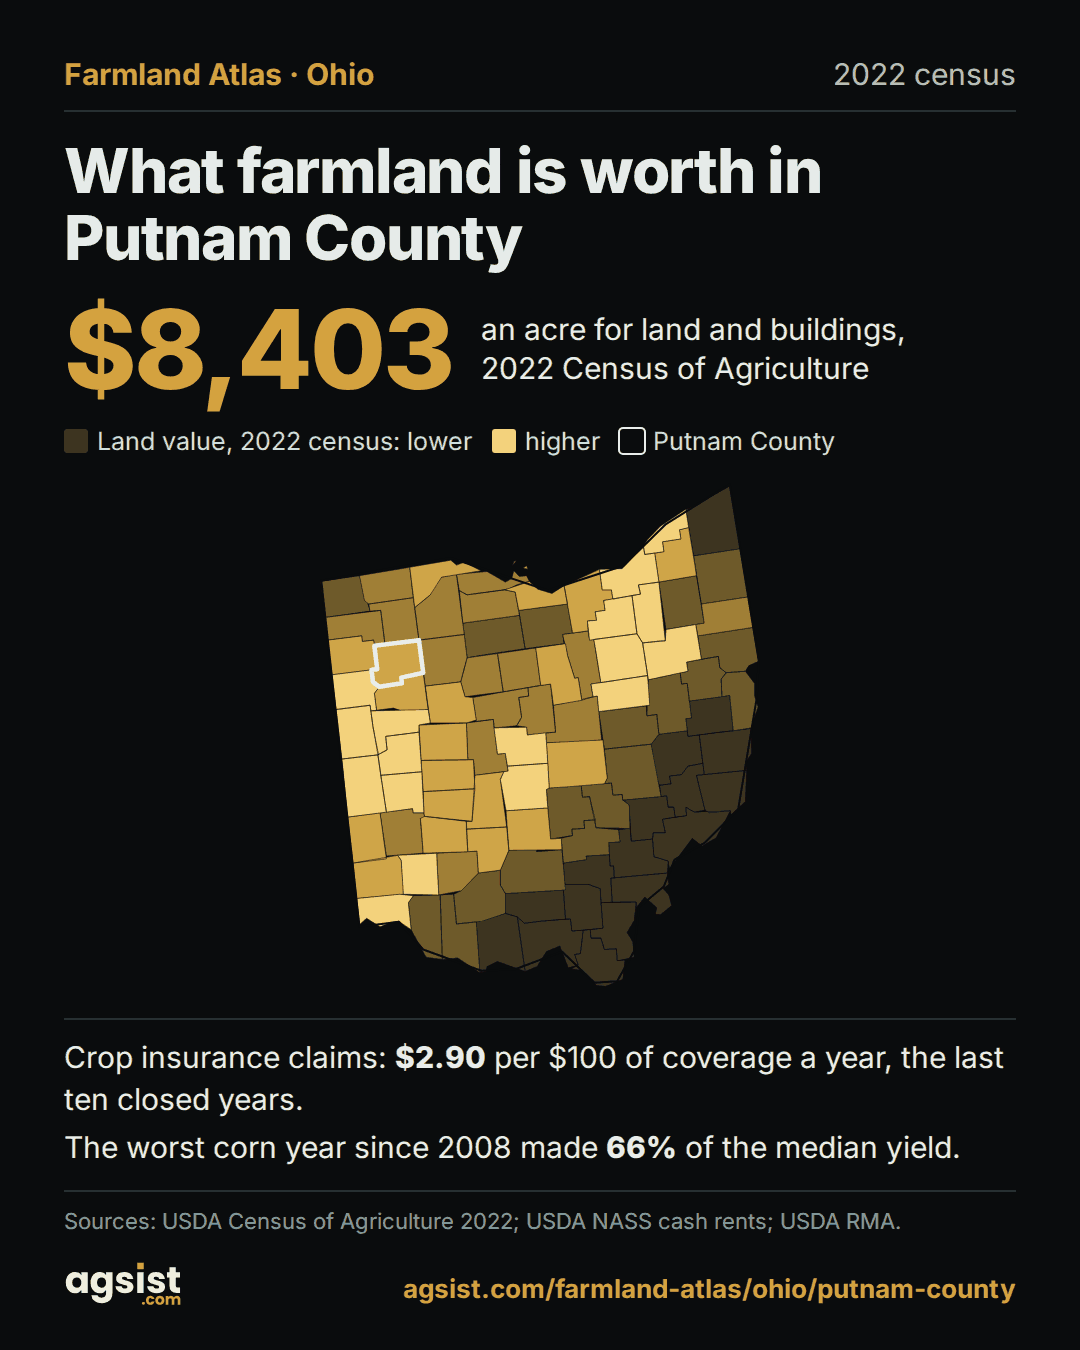 Farmland Atlas · Ohio
2022 census
What farmland is worth in
Putnam County
$8,403
an acre for land and buildings,
2022 Census of Agriculture
Land value, 2022 census: lower
higher
Putnam County
Crop insurance claims: $2.90 per $100 of coverage a year, the last
ten closed years.
The worst corn year since 2008 made 66% of the median yield.
Sources: USDA Census of Agriculture 2022; USDA NASS cash rents; USDA RMA.
agsist
.com
agsist.com/farmland-atlas/ohio/putnam-county